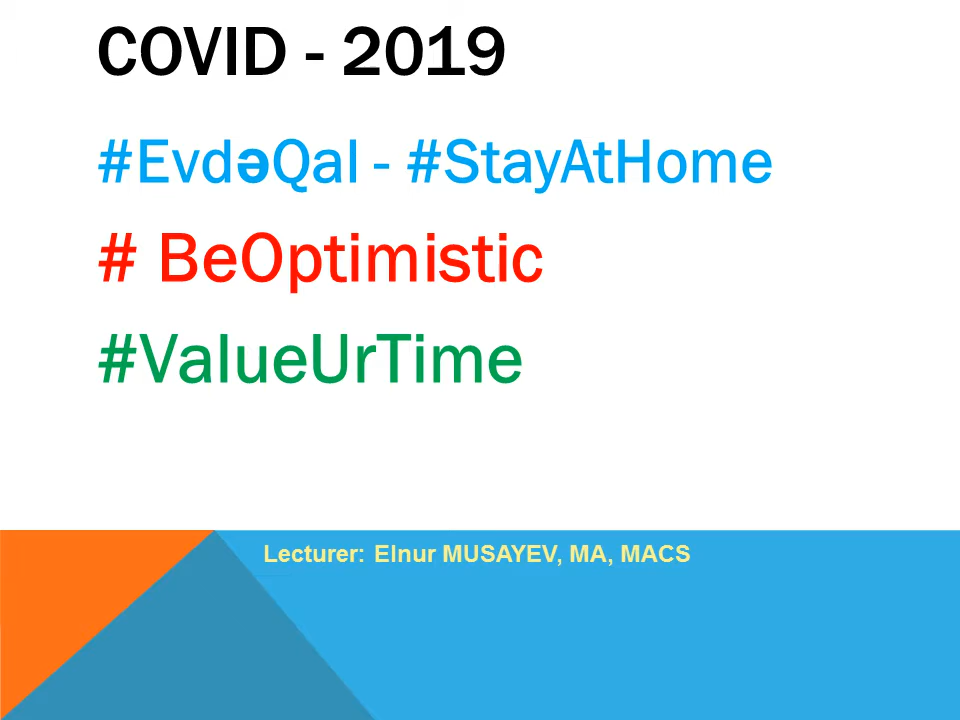 COVID - 2019
#EvdəQal - #StayAtHome
# BeOptimistic
#ValueUrTime
Lecturer: Elnur MUSAYEV, MA, MACS